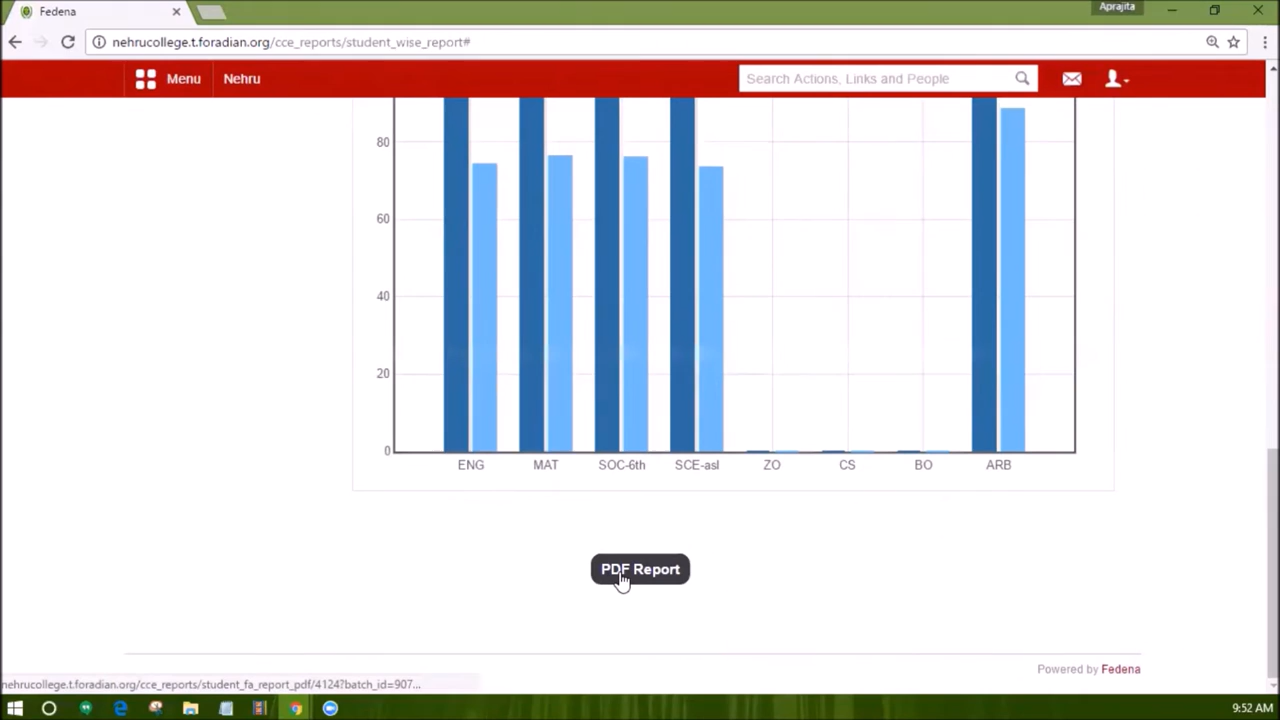 Fedena
Aprajita
nehrucollege.t.foradian.org/cce_reports/student_wise_report#
Menu
Nehru
Search Actions, Links and People
80
60
40
20
0
ENG MAT SOC-6th SCE-asl ZO CS BO ARB
PDF Report
Powered by Fedena
nehrucollege.t.foradian.org/cce_reports/student_fa_report_pdf/4124?batch_id=907...
9:52 AM